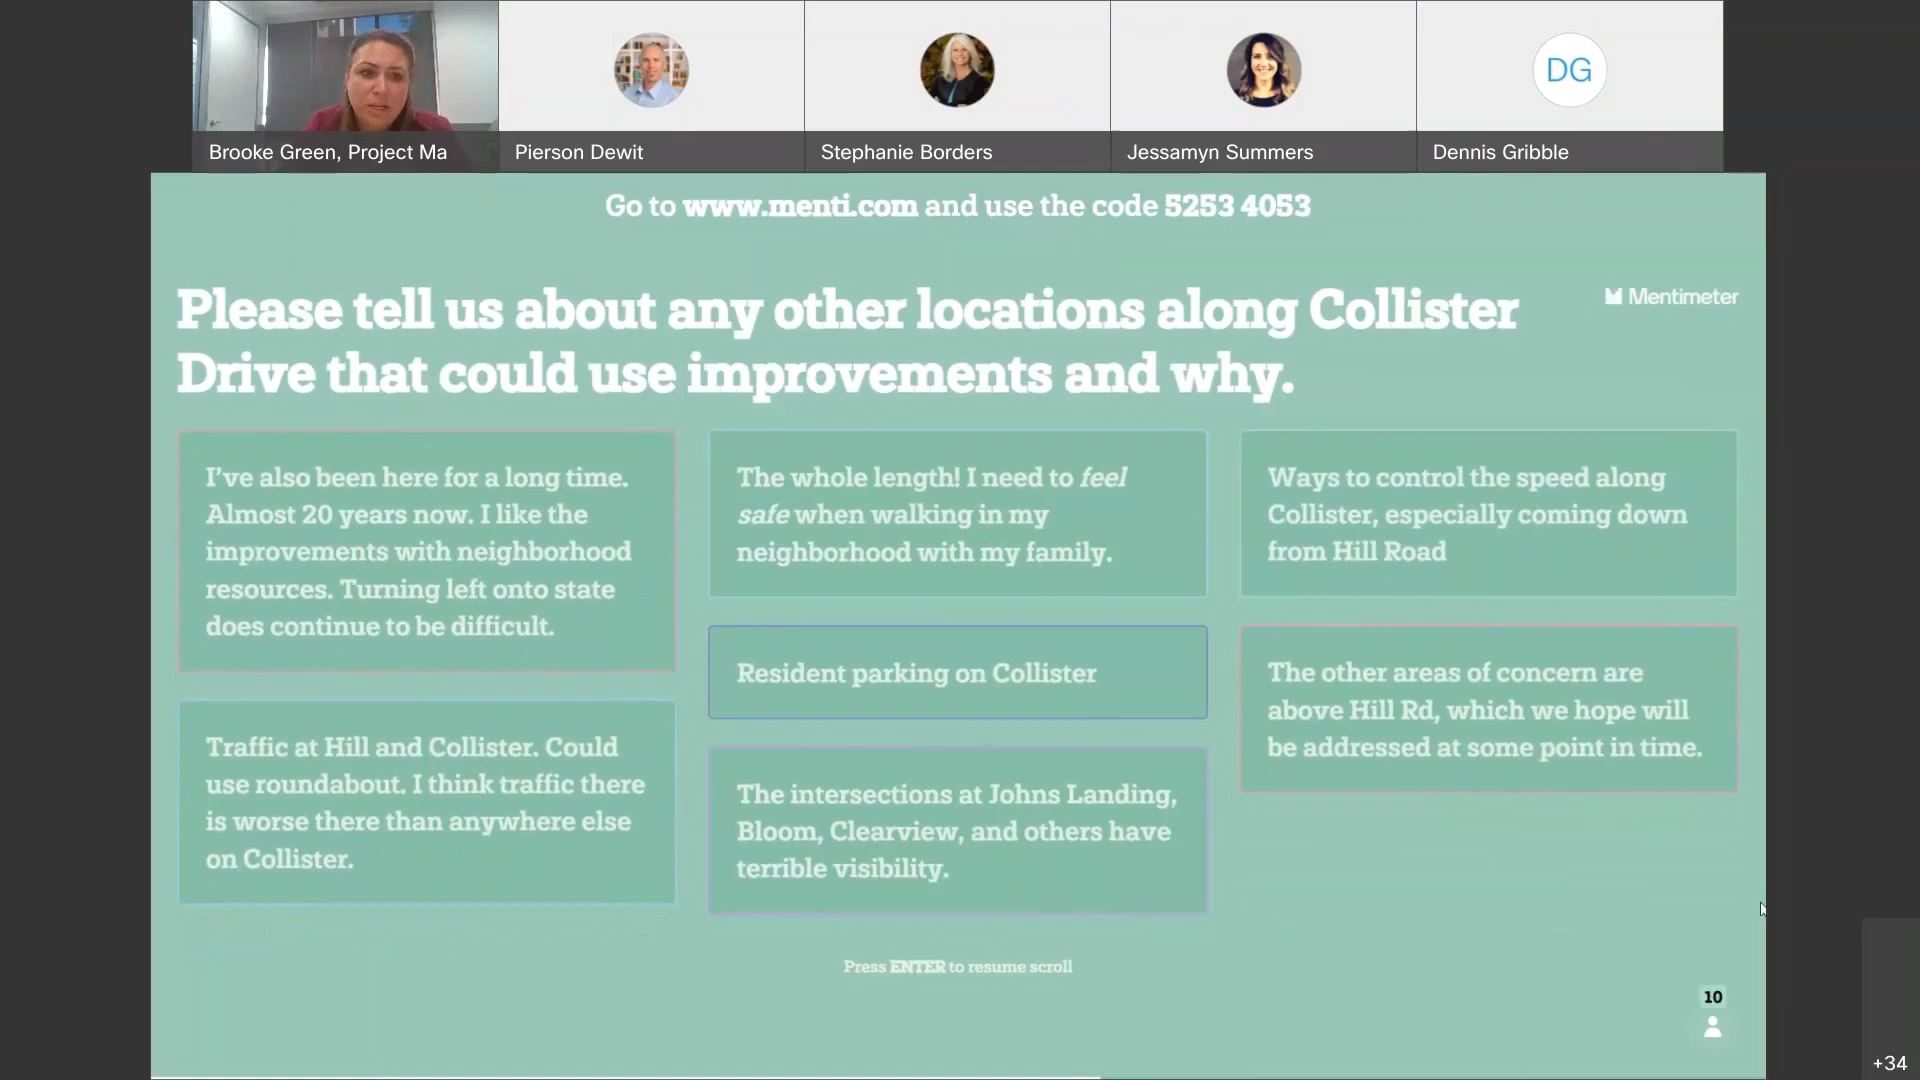 DG
Brooke Green, Project Ma
Pierson Dewit
Stephanie Borders
Jessamyn Summers
Dennis Gribble
Go to www.menti.com and use the code 5253 4053
Please tell us about any other locations along Collister
Drive that could use improvements and why.
Mentimeter
I've also been here for a long time.
Almost 20 years now. I like the
improvements with neighborhood
resources. Turning left onto state
does continue to be difficult.
Traffic at Hill and Collister. Could
use roundabout. I think traffic there
is worse there than anywhere else
on Collister.
The whole length! I need to feel
safe when walking in my
neighborhood with my family.
Resident parking on Collister
The intersections at Johns Landing,
Bloom, Clearview, and others have
terrible visibility.
Ways to control the speed along
Collister, especially coming down
from Hill Road
The other areas of concern are
above Hill Rd, which we hope will
be addressed at some point in time.
Press ENTER to resume scroll
10
+34